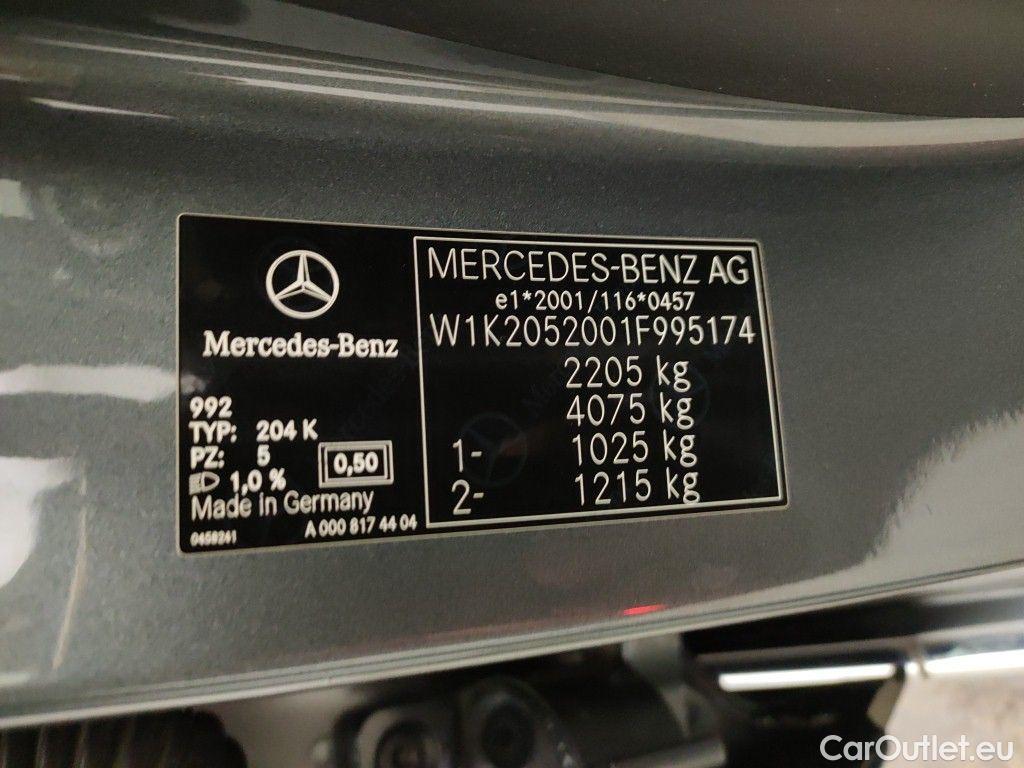 Mercedes-Benz
992
TYP: 204 K
PZ: 5
1,0 %
0,50
Made in Germany
A 000 817 44 04
0458241
MERCEDES-BENZ AG
e1*2001/116*0457
W1K2052001F995174
2205 kg
4075 kg
1- 1025 kg
2- 1215 kg
CarOutlet.eu